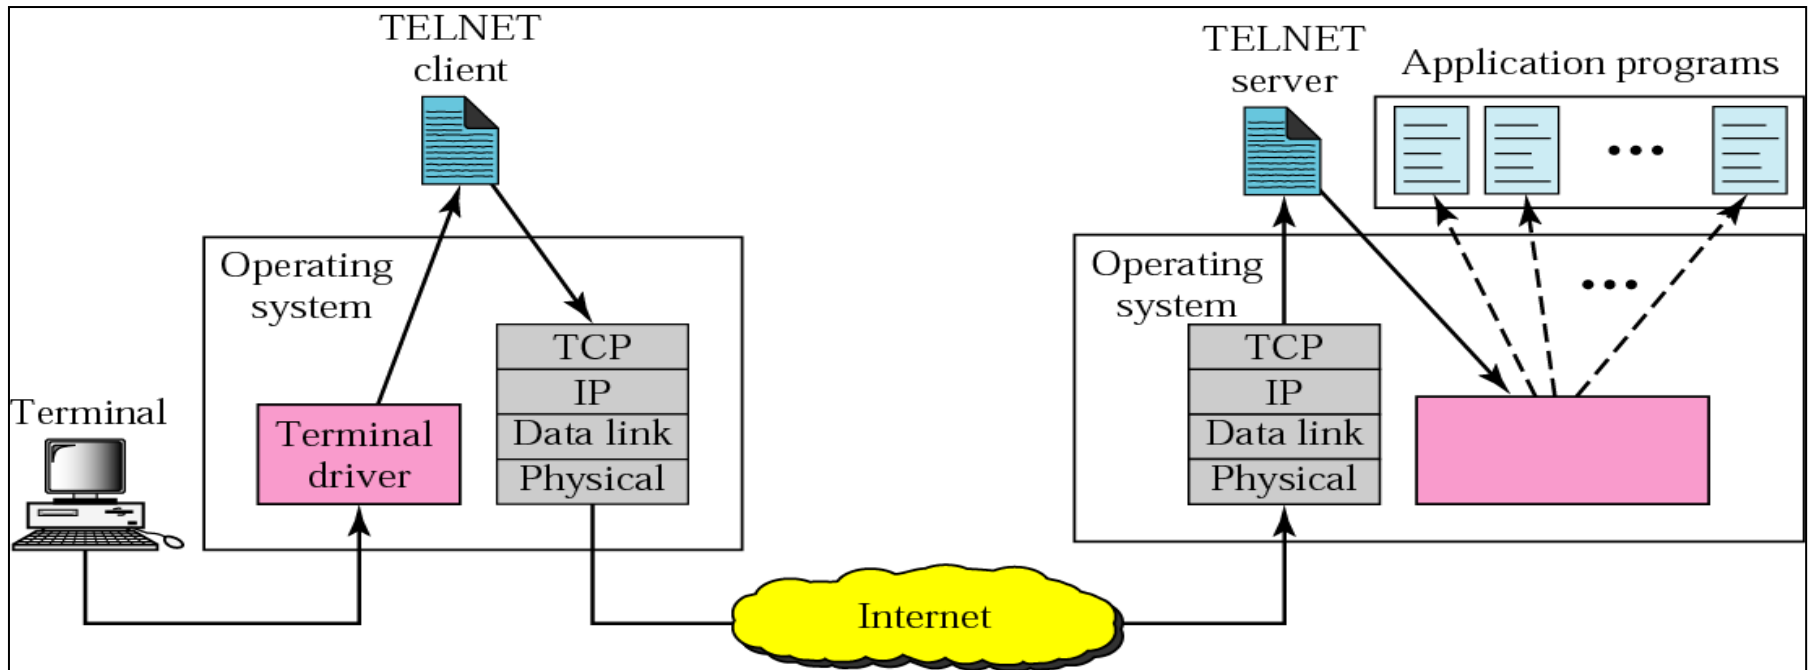 TELNET
client
TELNET
server
Application programs
Operating
system
Operating
system
TCP
IP
Data link
Physical
TCP
IP
Data link
Physical
Terminal
Terminal
driver
Internet